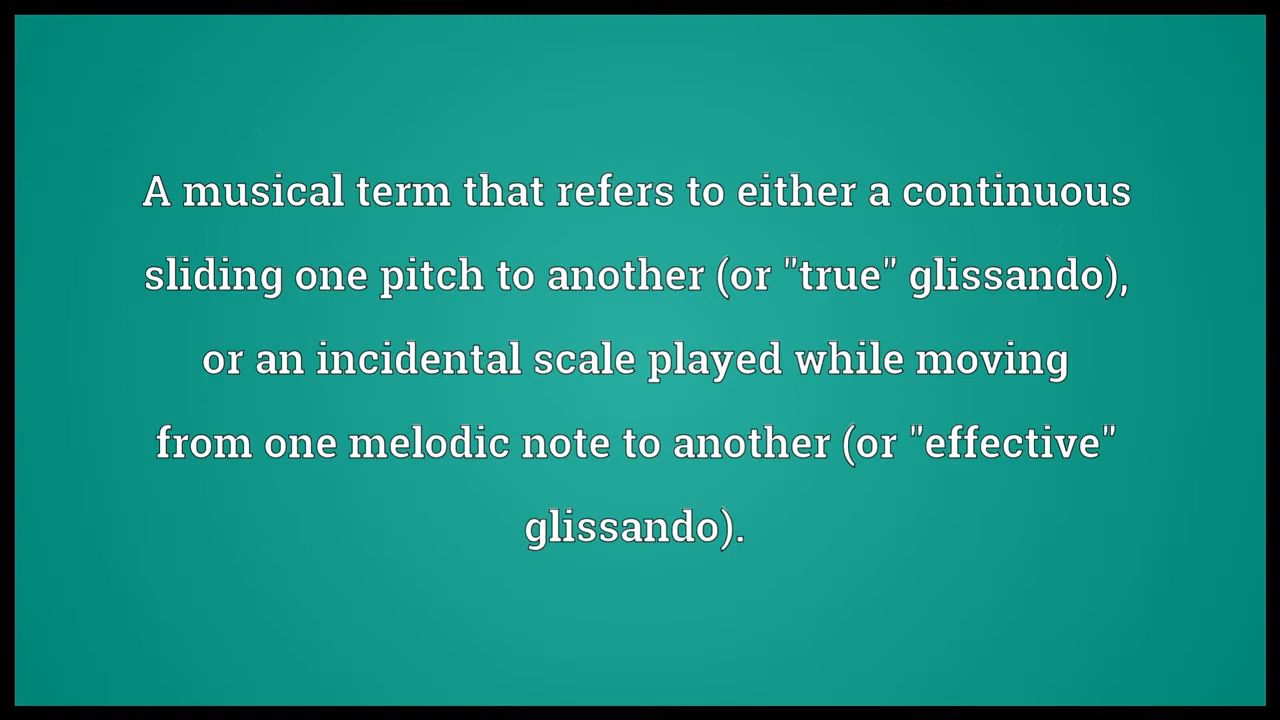 A musical term that refers to either a continuous
sliding one pitch to another (or "true" glissando),
or an incidental scale played while moving
from one melodic note to another (or "effective"
glissando).